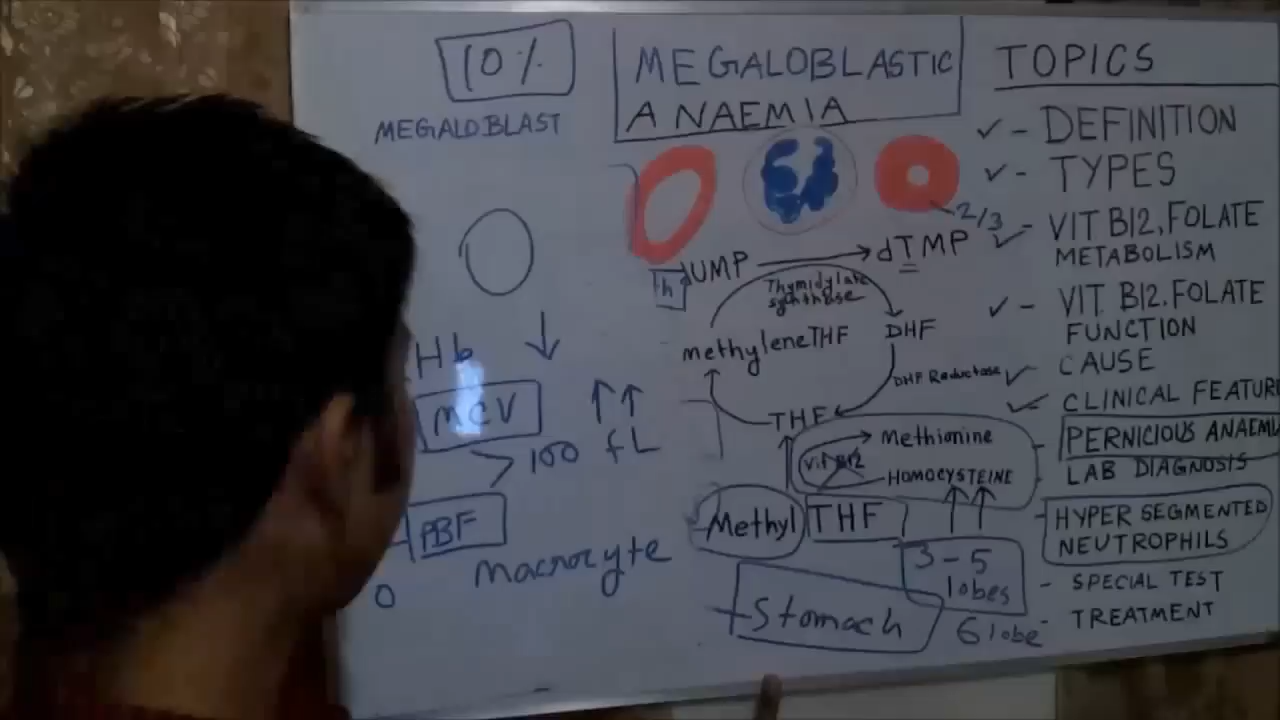 10%
MEGALOBLAST
Hb
MCV
>100 fL
PBF
Macrocyte
MEGALOBLASTIC
ANAEMIA
2/3
dUMP
dTMP
Thymidylate
synthase
methyleneTHF
DHF
DHF Reductase
THF
Methionine
Vit B12
HOMOCYSTEINE
Methyl THF
3-5
lobes
Stomach
6 lobe
TOPICS
- DEFINITION
- TYPES
- VIT B12, FOLATE
METABOLISM
- VIT. B12. FOLATE
FUNCTION
CAUSE
CLINICAL FEATURE
- PERNICIOUS ANAEMI
LAB DIAGNOSIS
- HYPER SEGMENTED
NEUTROPHILS
- SPECIAL TEST
- TREATMENT